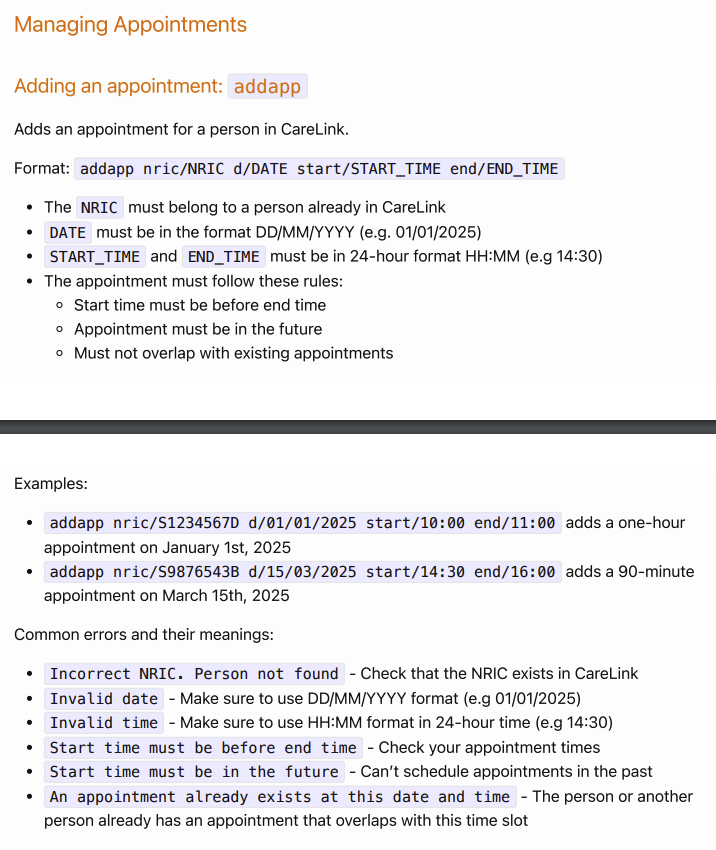 Managing Appointments
Adding an appointment: addapp
Adds an appointment for a person in CareLink.
Format: addapp nric/NRIC d/DATE start/START_TIME end/END_TIME
• The NRIC must belong to a person already in CareLink
• DATE must be in the format DD/MM/YYYY (e.g. 01/01/2025)
• START_TIME and END_TIME must be in 24-hour format HH:MM (e.g 14:30)
• The appointment must follow these rules:
◦ Start time must be before end time
◦ Appointment must be in the future
◦ Must not overlap with existing appointments
Examples:
• addapp nric/S1234567D d/01/01/2025 start/10:00 end/11:00 adds a one-hour
appointment on January 1st, 2025
• addapp nric/S9876543B d/15/03/2025 start/14:30 end/16:00 adds a 90-minute
appointment on March 15th, 2025
Common errors and their meanings:
• Incorrect NRIC. Person not found - Check that the NRIC exists in CareLink
• Invalid date - Make sure to use DD/MM/YYYY format (e.g 01/01/2025)
• Invalid time - Make sure to use HH:MM format in 24-hour time (e.g 14:30)
• Start time must be before end time - Check your appointment times
• Start time must be in the future - Can't schedule appointments in the past
• An appointment already exists at this date and time - The person or another
person already has an appointment that overlaps with this time slot